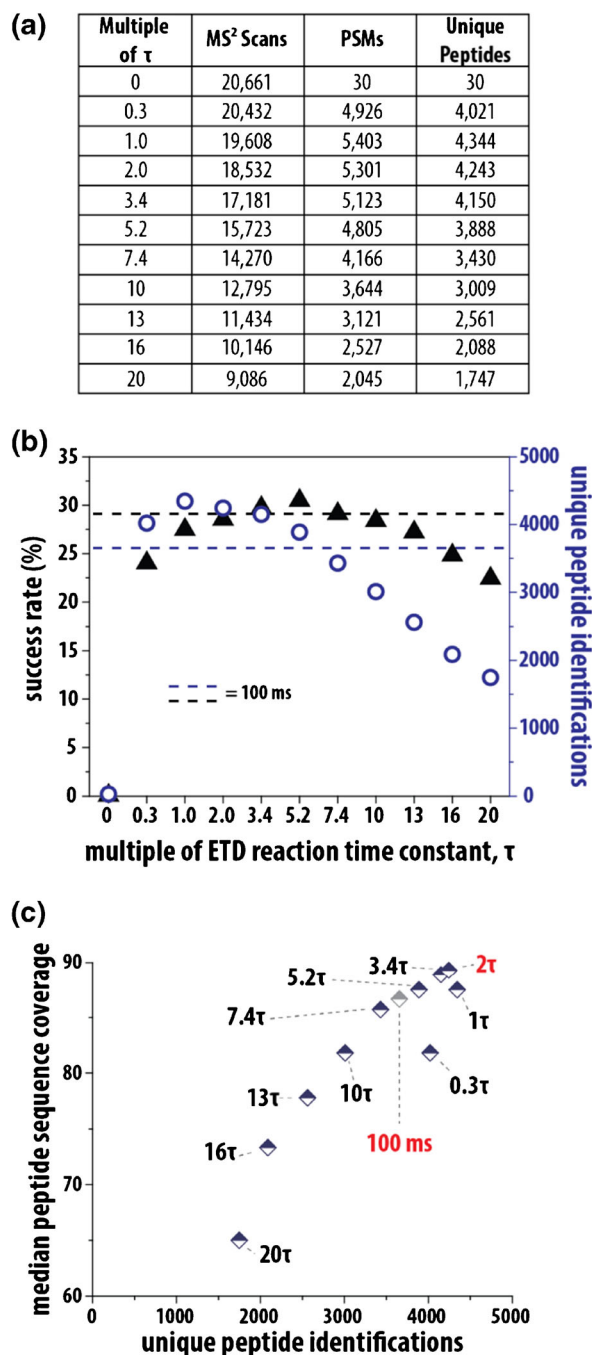 (a)
Multiple of τ MS² Scans PSMs Unique Peptides
0 20,661 30 30
0.3 20,432 4,926 4,021
1.0 19,608 5,403 4,344
2.0 18,532 5,301 4,243
3.4 17,181 5,123 4,150
5.2 15,723 4,805 3,888
7.4 14,270 4,166 3,430
10 12,795 3,644 3,009
13 11,434 3,121 2,561
16 10,146 2,527 2,088
20 9,086 2,045 1,747
(b)
success rate (%)
35
30
25
20
15
10
5
0
= 100 ms
5000
4000
3000
2000
1000
0
unique peptide identifications
0 0.3 1.0 2.0 3.4 5.2 7.4 10 13 16 20
multiple of ETD reaction time constant, τ
(c)
median peptide sequence coverage
90
80
70
60
3.4τ
2τ
5.2τ
7.4τ
1τ
13τ
10τ
0.3τ
16τ
100 ms
20τ
0 1000 2000 3000 4000 5000
unique peptide identifications